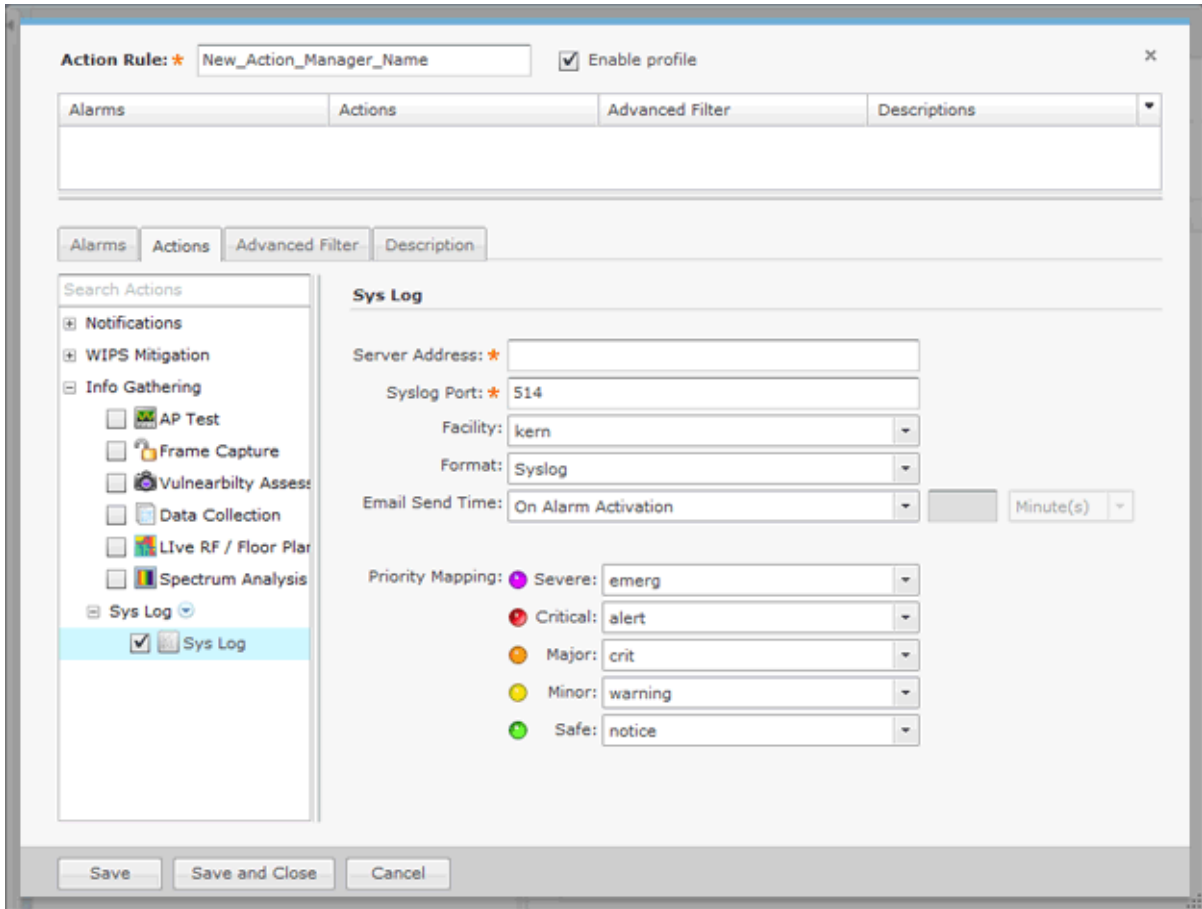 Action Rule: * New_Action_Manager_Name Enable profile
Alarms Actions Advanced Filter Descriptions
Alarms Actions Advanced Filter Description
Search Actions
Sys Log
Notifications
WIPS Mitigation
Info Gathering
AP Test
Frame Capture
Vulnearbilty Assess
Data Collection
LIve RF / Floor Plan
Spectrum Analysis
Sys Log
Sys Log
Server Address: *
Syslog Port: * 514
Facility: kern
Format: Syslog
Email Send Time: On Alarm Activation Minute(s)
Priority Mapping: Severe: emerg
Critical: alert
Major: crit
Minor: warning
Safe: notice
Save Save and Close Cancel